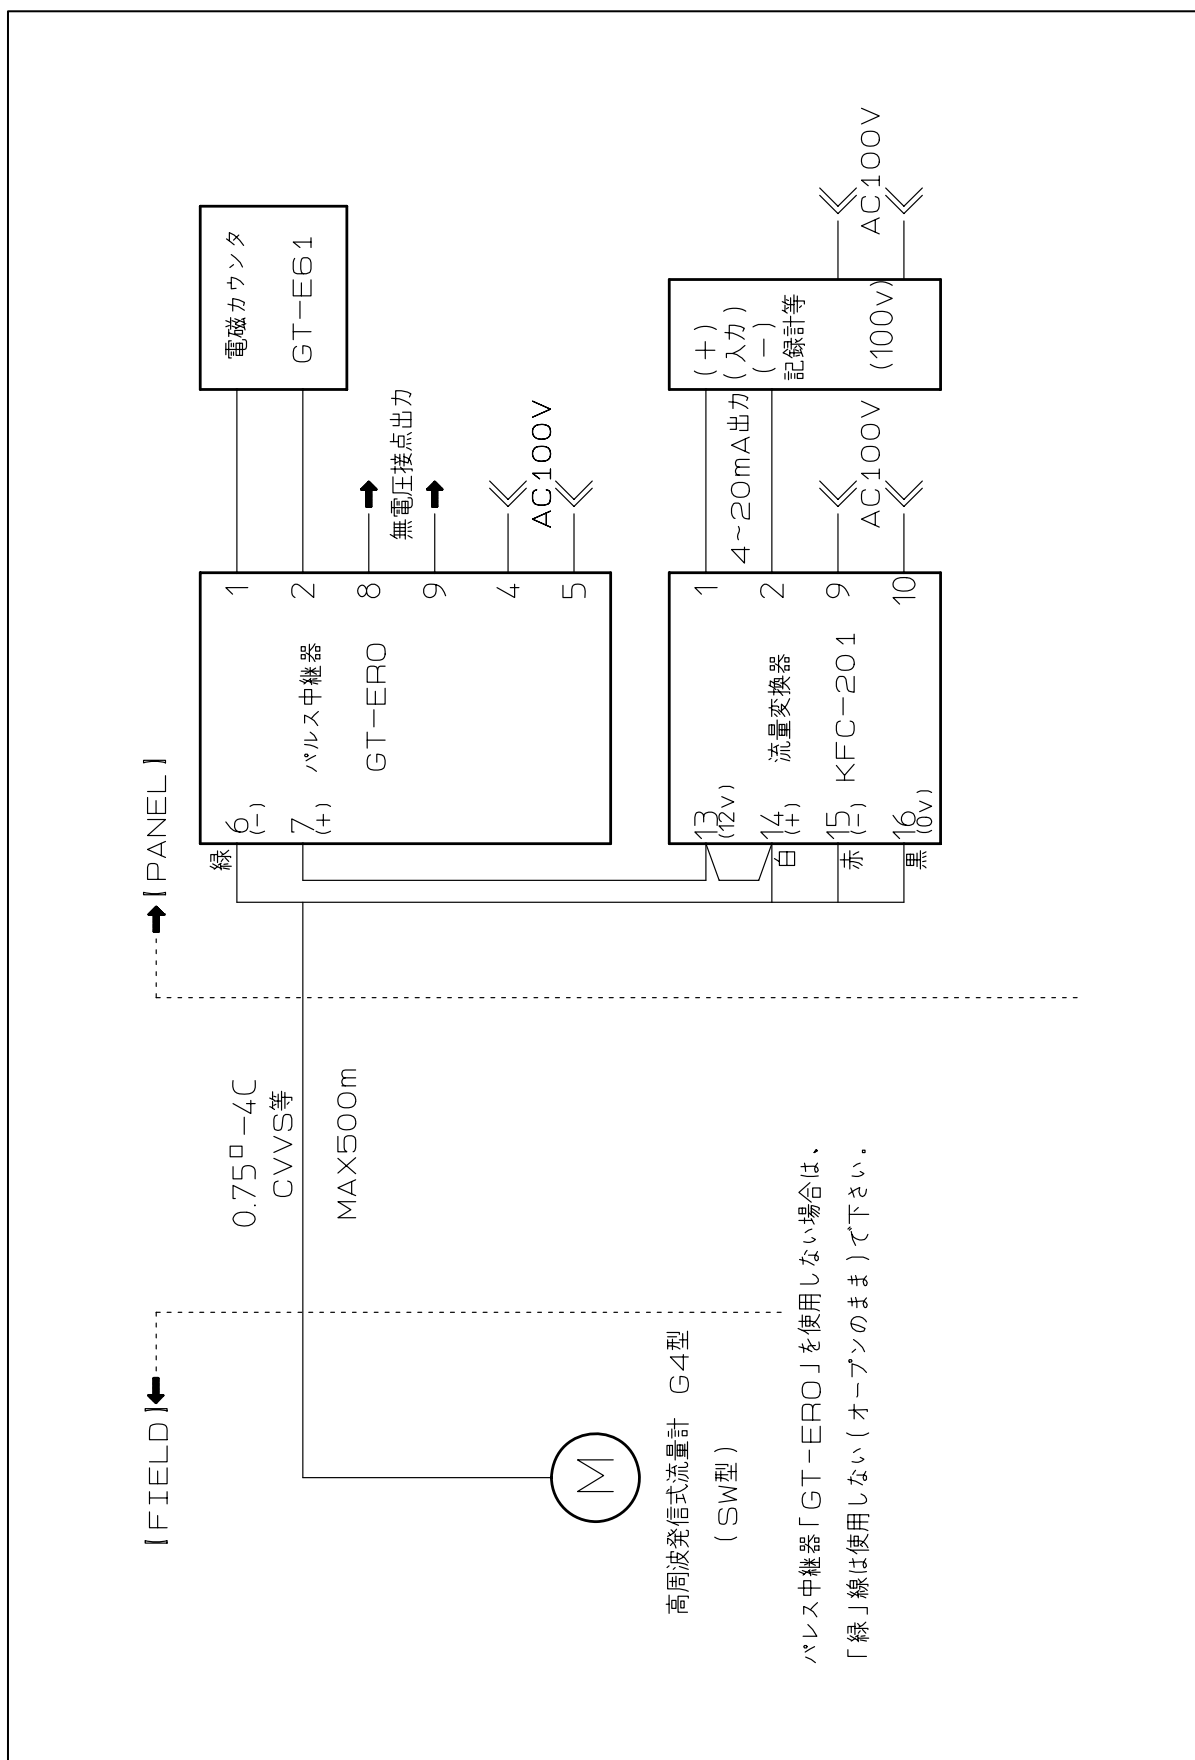 【FIELD】
【PANEL】
0.75□-4C
CVVS等
MAX500m
高周波発信式流量計 G4型
(SW型)
M
緑
6
(-)
7
(+)
パルス中継器
GT-ERO
1
2
8
9
4
5
電磁カウンタ
GT-E61
無電圧接点出力
AC100V
13
(12V)
14
(+)
白
15
(-)
赤
16
(0V)
黒
流量変換器
KFC-201
1
2
9
10
4~20mA出力
AC100V
(+)
(入力)
(-)
記録計等
(100V)
AC100V
パルス中継器「GT-ERO」を使用しない場合は、
「緑」線は使用しない(オープンのまま)で下さい。